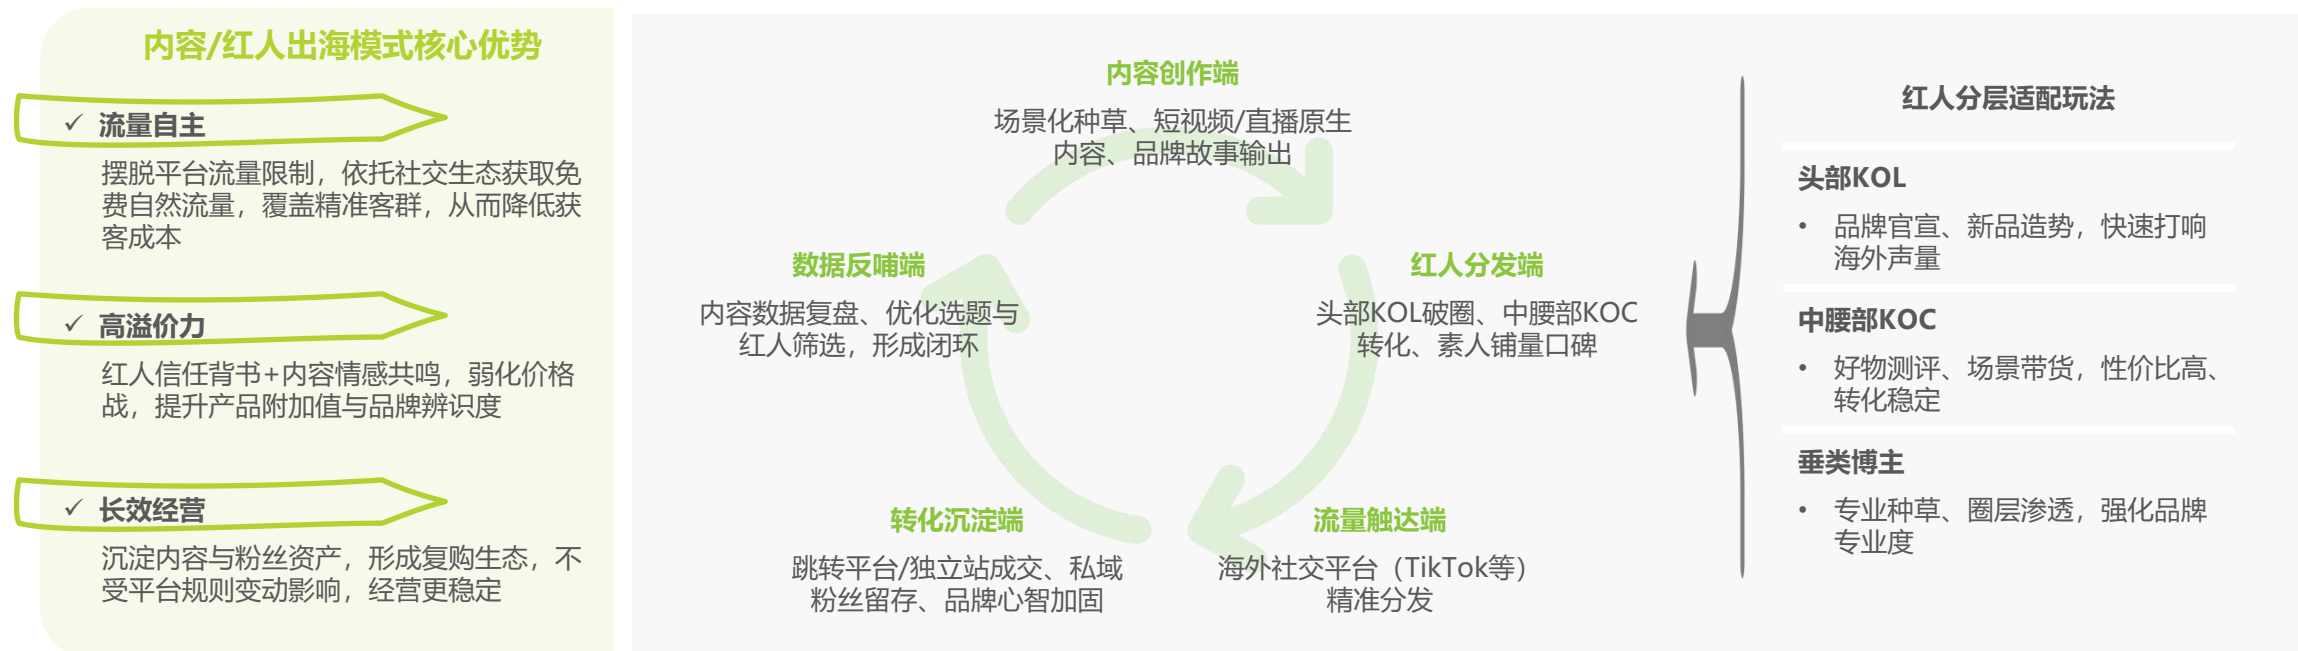 内容/红人出海模式核心优势
✓ 流量自主
摆脱平台流量限制，依托社交生态获取免
费自然流量，覆盖精准客群，从而降低获
客成本
✓ 高溢价力
红人信任背书+内容情感共鸣，弱化价格
战，提升产品附加值与品牌辨识度
✓ 长效经营
沉淀内容与粉丝资产，形成复购生态，不
受平台规则变动影响，经营更稳定
内容创作端
场景化种草、短视频/直播原生
内容、品牌故事输出
红人分发端
头部KOL破圈、中腰部KOC
转化、素人铺量口碑
流量触达端
海外社交平台（TikTok等）
精准分发
转化沉淀端
跳转平台/独立站成交、私域
粉丝留存、品牌心智加固
数据反哺端
内容数据复盘、优化选题与
红人筛选，形成闭环
红人分层适配玩法
头部KOL
• 品牌官宣、新品造势，快速打响
海外声量
中腰部KOC
• 好物测评、场景带货，性价比高、
转化稳定
垂类博主
• 专业种草、圈层渗透，强化品牌
专业度